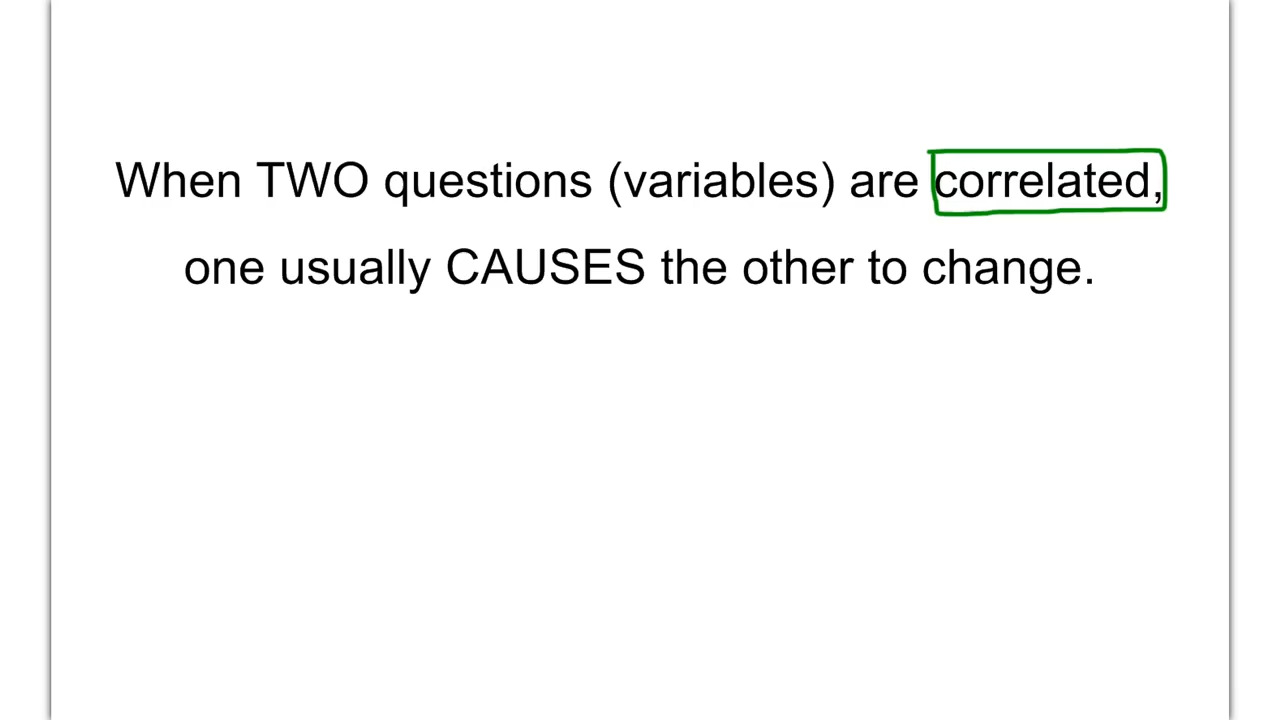 When TWO questions (variables) are correlated,
one usually CAUSES the other to change.